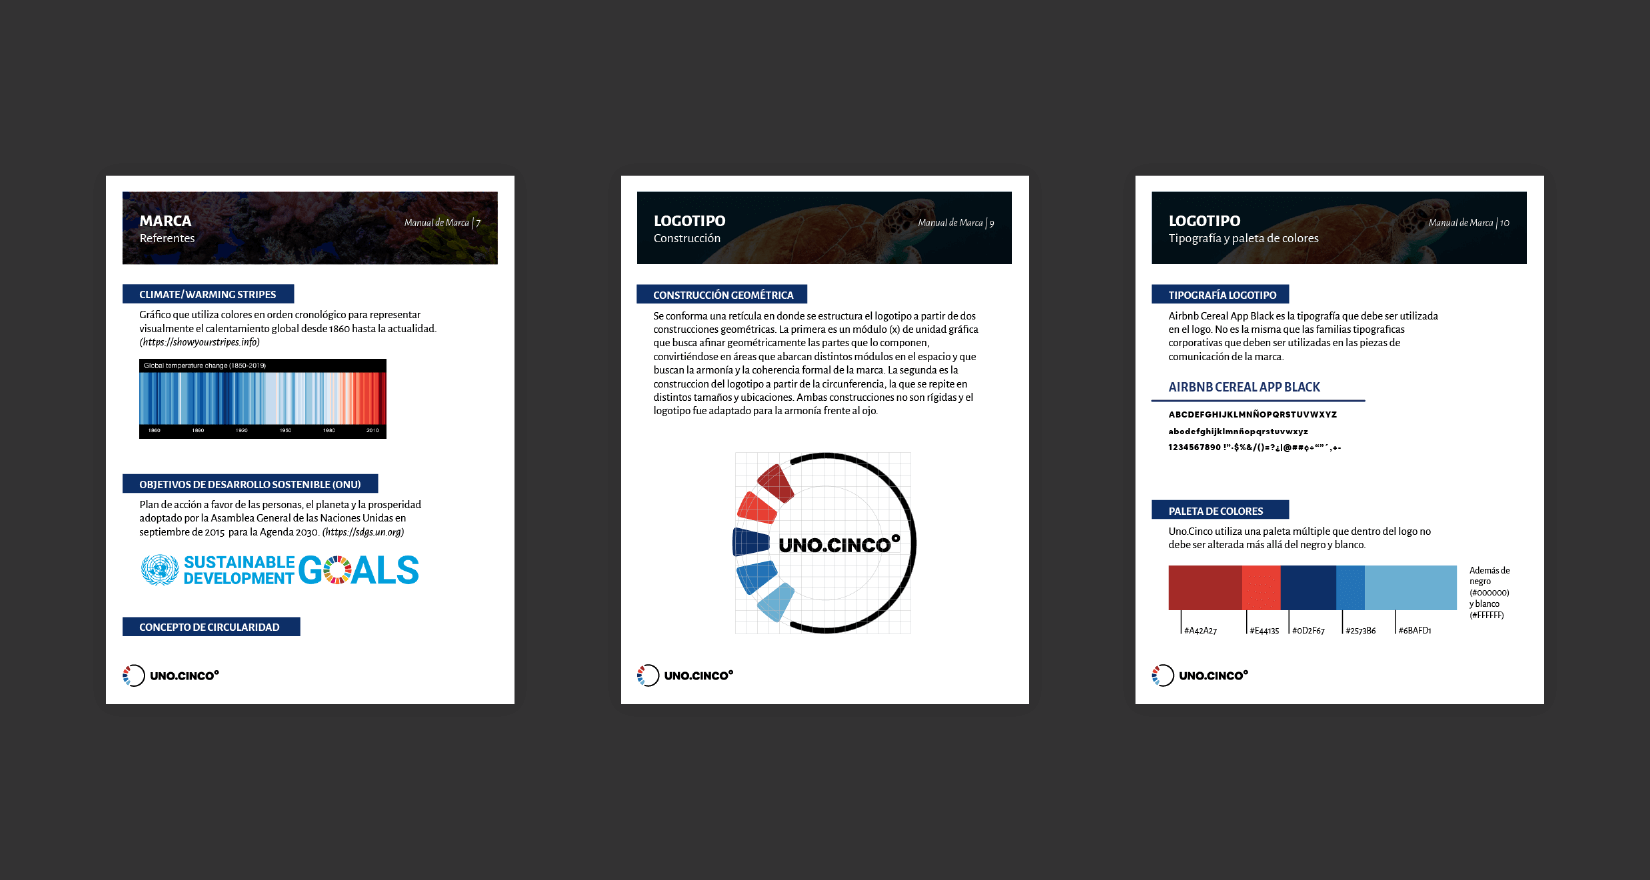 MARCA
Referentes
Manual de Marca | 7
CLIMATE/WARMING STRIPES
Gráfico que utiliza colores en orden cronológico para representar
visualmente el calentamiento global desde 1860 hasta la actualidad.
(https://showyourstripes.info)
Global temperature change (1850-2019)
1860 1890 1920 1950 1980 2010
OBJETIVOS DE DESARROLLO SOSTENIBLE (ONU)
Plan de acción a favor de las personas, el planeta y la prosperidad
adoptado por la Asamblea General de las Naciones Unidas en
septiembre de 2015 para la Agenda 2030. (https://sdgs.un.org)
SUSTAINABLE
DEVELOPMENT GOALS
CONCEPTO DE CIRCULARIDAD
UNO.CINCO°
LOGOTIPO
Construcción
Manual de Marca | 9
CONSTRUCCIÓN GEOMÉTRICA
Se conforma una retícula en donde se estructura el logotipo a partir de dos
construcciones geométricas. La primera es un módulo (x) de unidad gráfica
que busca afinar geométricamente las partes que lo componen,
convirtiéndose en áreas que abarcan distintos módulos en el espacio y que
buscan la armonía y la coherencia formal de la marca. La segunda es la
construccion del logotipo a partir de la circunferencia, la que se repite en
distintos tamaños y ubicaciones. Ambas construcciones no son rígidas y el
logotipo fue adaptado para la armonía frente al ojo.
UNO.CINCO°
UNO.CINCO°
LOGOTIPO
Tipografía y paleta de colores
Manual de Marca | 10
TIPOGRAFÍA LOGOTIPO
Airbnb Cereal App Black es la tipografía que debe ser utilizada
en el logo. No es la misma que las familias tipograficas
corporativas que deben ser utilizadas en las piezas de
comunicación de la marca.
AIRBNB CEREAL APP BLACK
ABCDEFGHIJKLMNÑOPQRSTUVWXYZ
abcdefghijklmnñopqrstuvwxyz
1234567890 !"·$%&/()=?¿|@##¢÷“”´,+-
PALETA DE COLORES
Uno.Cinco utiliza una paleta múltiple que dentro del logo no
debe ser alterada más allá del negro y blanco.
Además de
negro
(#000000)
y blanco
(#FFFFFF)
#A42A27 #E44135 #0D2F67 #2573B6 #6BAFD1
UNO.CINCO°